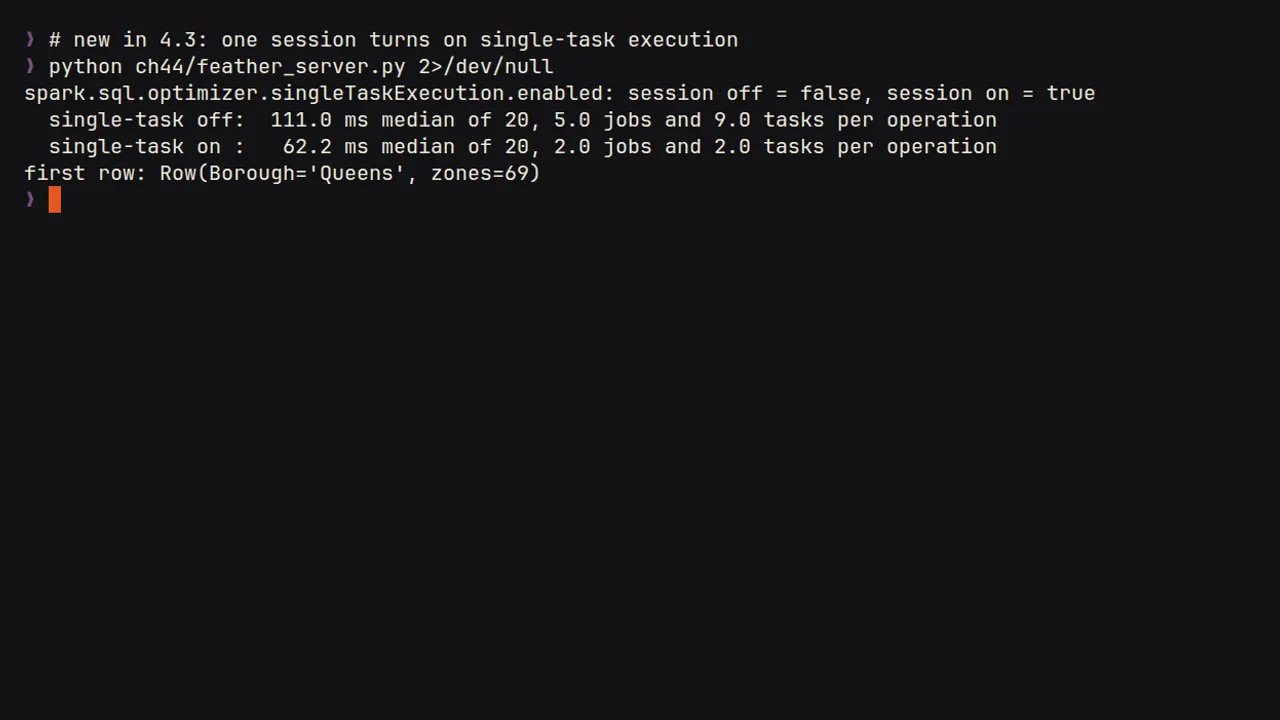 ❯ # new in 4.3: one session turns on single-task execution
❯ python ch44/feather_server.py 2>/dev/null
spark.sql.optimizer.singleTaskExecution.enabled: session off = false, session on = true
  single-task off:  111.0 ms median of 20, 5.0 jobs and 9.0 tasks per operation
  single-task on :   62.2 ms median of 20, 2.0 jobs and 2.0 tasks per operation
first row: Row(Borough='Queens', zones=69)
❯